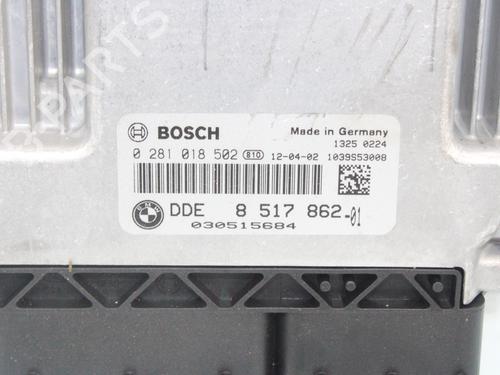 PARTS
BOSCH
Made in Germany
1325 0224
0 281 018 502 810 12-04-02 1039S53008
BMW
DDE 8 517 862-01
030515684